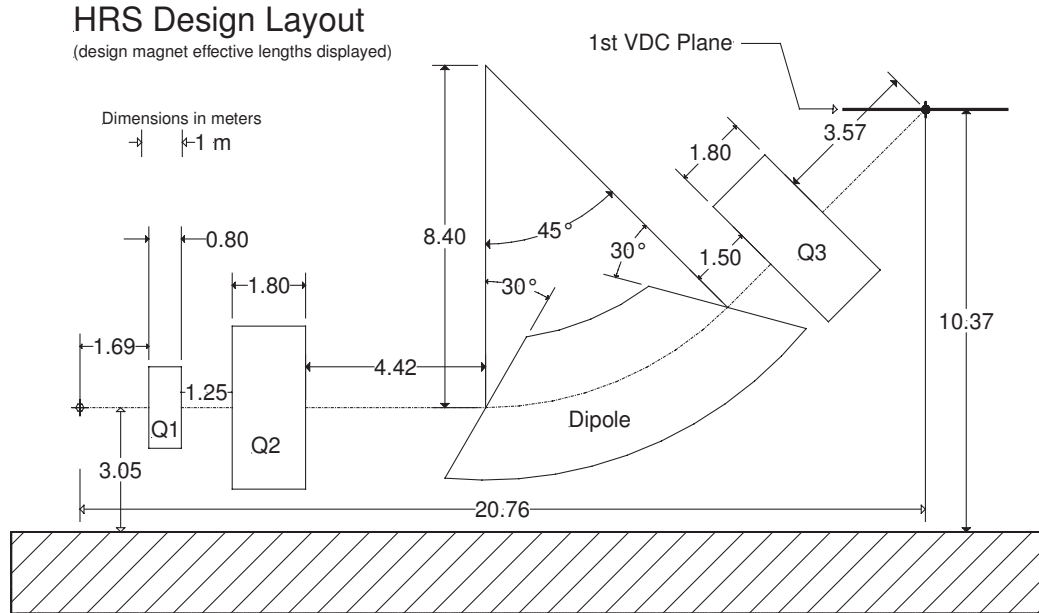 HRS Design Layout
(design magnet effective lengths displayed)
1st VDC Plane
Dimensions in meters
1 m
3.57
1.80
8.40
45°
0.80
30°
1.50
Q3
1.80
30°
10.37
1.69
4.42
1.25
Dipole
Q1
Q2
3.05
20.76